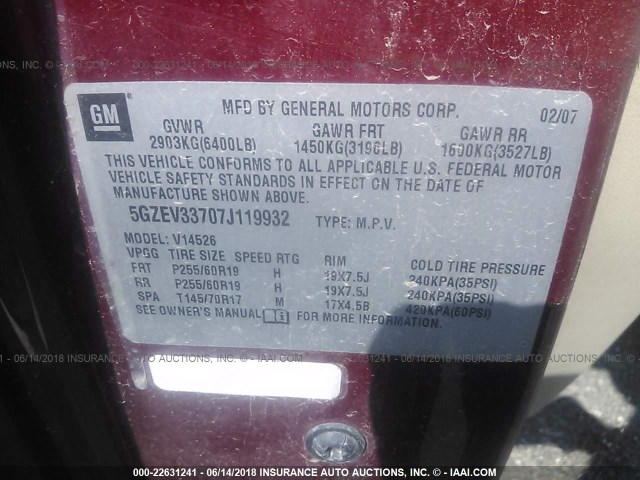 GM
MFD BY GENERAL MOTORS CORP. 02/07
GVWR GAWR FRT GAWR RR
2903KG(6400LB) 1450KG(3196LB) 1600KG(3527LB)
THIS VEHICLE CONFORMS TO ALL APPLICABLE U.S. FEDERAL MOTOR
VEHICLE SAFETY STANDARDS IN EFFECT ON THE DATE OF
MANUFACTURE SHOWN ABOVE.
5GZEV33707J119932 TYPE: M.P.V.
MODEL: V14526
VPGG TIRE SIZE SPEED RTG RIM COLD TIRE PRESSURE
FRT P255/60R19 H 19X7.5J 240KPA(35PSI)
RR P255/60R19 H 19X7.5J 240KPA(35PSI)
SPA T145/70R17 M 17X4.5B 420KPA(60PSI)
SEE OWNER'S MANUAL FOR MORE INFORMATION.
000-22631241 - 06/14/2018 INSURANCE AUTO AUCTIONS, INC. © - IAAI.COM